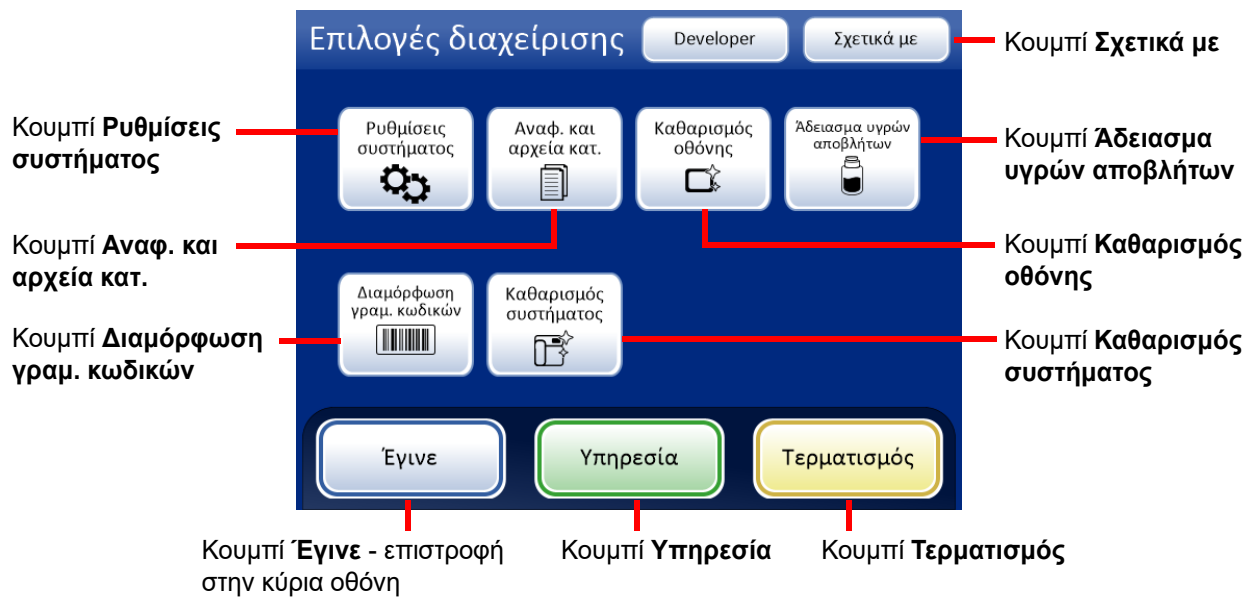 Επιλογές διαχείρισης
Developer
Σχετικά με
Κουμπί Σχετικά με
Κουμπί Ρυθμίσεις
συστήματος
Ρυθμίσεις
συστήματος
Αναφ. και
αρχεία κατ.
Καθαρισμός
οθόνης
Άδειασμα υγρών
αποβλήτων
Κουμπί Άδειασμα
υγρών αποβλήτων
Κουμπί Αναφ. και
αρχεία κατ.
Κουμπί Καθαρισμός
οθόνης
Διαμόρφωση
γραμ. κωδικών
Καθαρισμός
συστήματος
Κουμπί Διαμόρφωση
γραμ. κωδικών
Κουμπί Καθαρισμός
συστήματος
Έγινε
Υπηρεσία
Τερματισμός
Κουμπί Έγινε - επιστροφή
στην κύρια οθόνη
Κουμπί Υπηρεσία
Κουμπί Τερματισμός